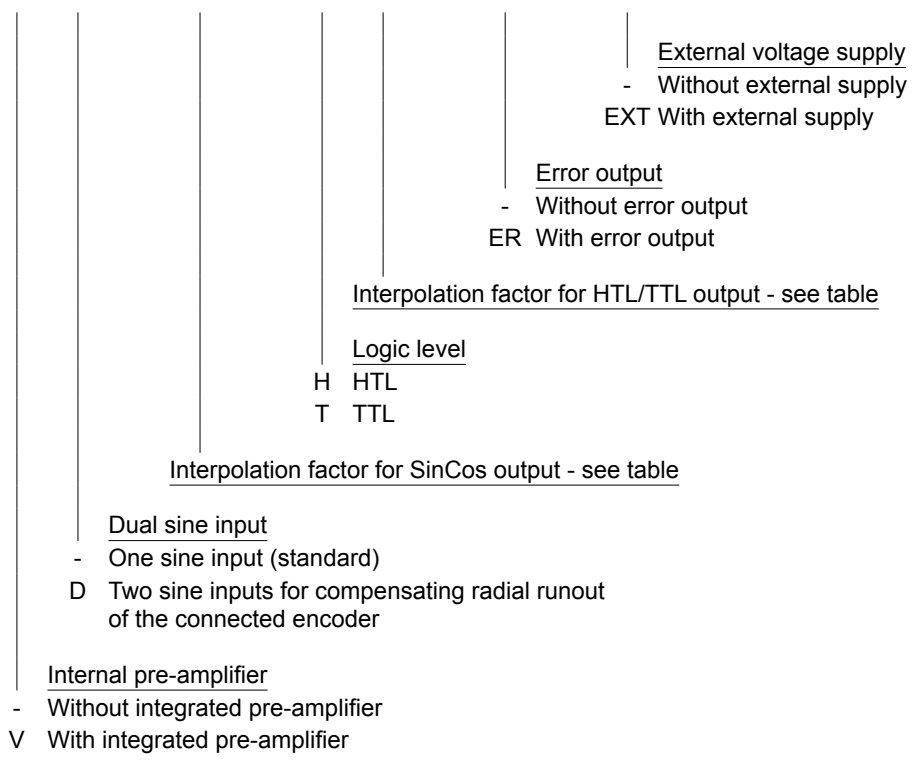 External voltage supply
- Without external supply
EXT With external supply
Error output
- Without error output
ER With error output
Interpolation factor for HTL/TTL output - see table
Logic level
H HTL
T TTL
Interpolation factor for SinCos output - see table
Dual sine input
- One sine input (standard)
D Two sine inputs for compensating radial runout
of the connected encoder
Internal pre-amplifier
- Without integrated pre-amplifier
V With integrated pre-amplifier